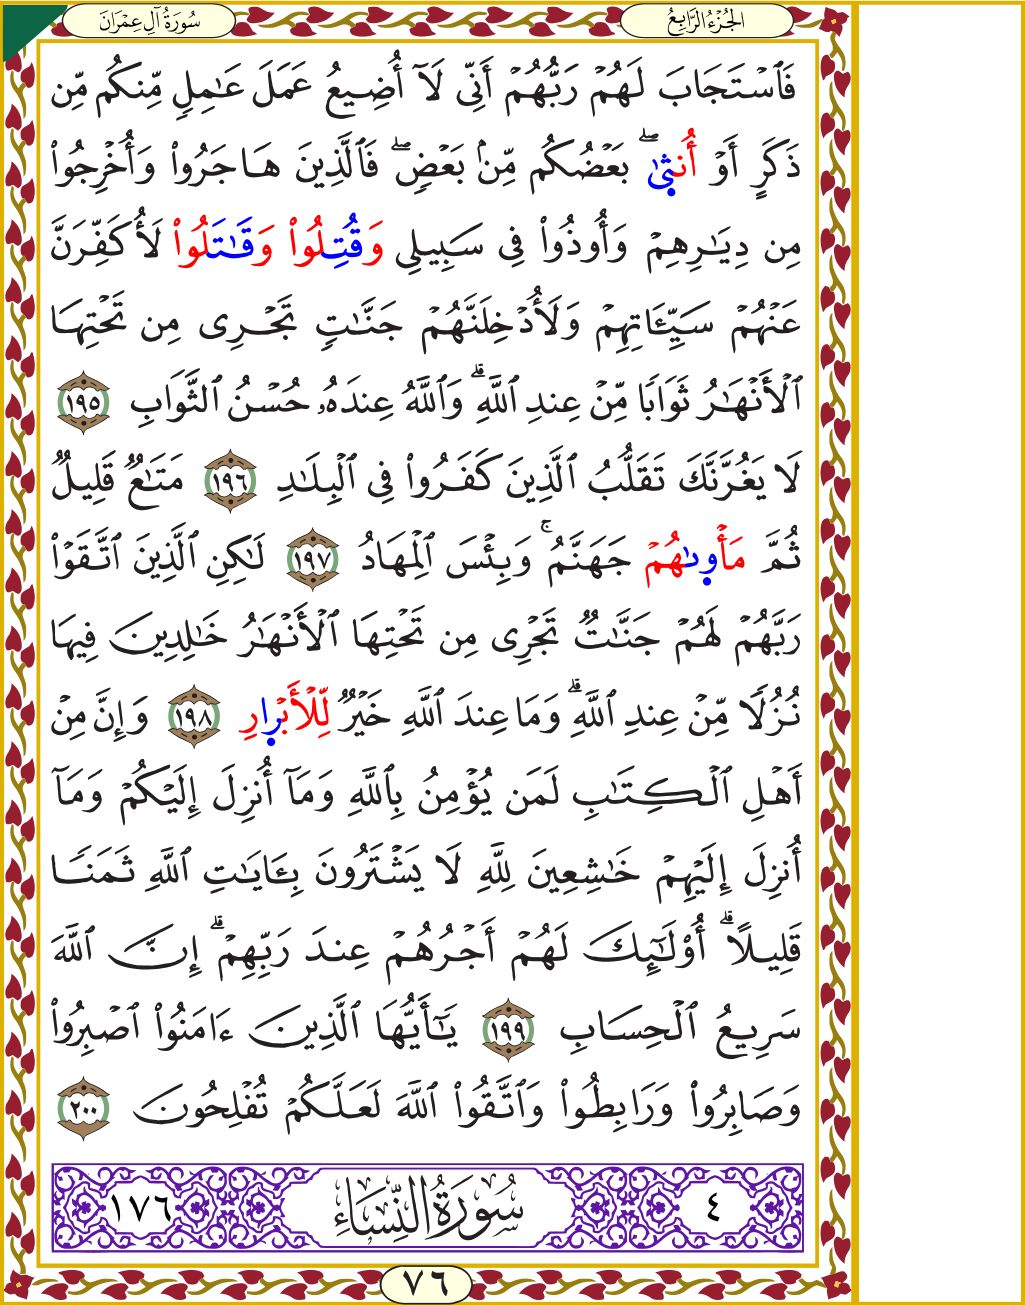 الجُزْءُ الرَّابِعُ
سُورَةُ آلِ عِمْرَانَ
فَٱسۡتَجَابَ لَهُمۡ رَبُّهُمۡ أَنِّي لَآ أُضِيعُ عَمَلَ عَٰمِلٖ مِّنكُم مِّن
ذَكَرٍ أَوۡ أُنثىٰۖ بَعۡضُكُم مِّنۢ بَعۡضٖۖ فَٱلَّذِينَ هَاجَرُواْ وَأُخۡرِجُواْ
مِن دِيَٰرِهِمۡ وَأُوذُواْ فِي سَبِيلِي وَقُتِلُواْ وَقَٰتَلُواْ لَأُكَفِّرَنَّ
عَنۡهُمۡ سَيِّـَٔاتِهِمۡ وَلَأُدۡخِلَنَّهُمۡ جَنَّٰتٖ تَجۡرِي مِن تَحۡتِهَا
ٱلۡأَنۡهَٰرُ ثَوَابٗا مِّنۡ عِندِ ٱللَّهِۗ وَٱللَّهُ عِندَهُۥ حُسۡنُ ٱلثَّوَابِ ١٩٥
لَا يَغُرَّنَّكَ تَقَلُّبُ ٱلَّذِينَ كَفَرُواْ فِي ٱلۡبِلَٰدِ ١٩٦ مَتَٰعٞ قَلِيلٞ
ثُمَّ مَأۡوىٰهُمۡ جَهَنَّمُۚ وَبِئۡسَ ٱلۡمِهَادُ ١٩٧ لَٰكِنِ ٱلَّذِينَ ٱتَّقَوۡاْ
رَبَّهُمۡ لَهُمۡ جَنَّٰتٞ تَجۡرِي مِن تَحۡتِهَا ٱلۡأَنۡهَٰرُ خَٰلِدِينَ فِيهَا
نُزُلٗا مِّنۡ عِندِ ٱللَّهِۗ وَمَا عِندَ ٱللَّهِ خَيۡرٞ لِّلۡأَبۡرارِ ١٩٨ وَإِنَّ مِنۡ
أَهۡلِ ٱلۡكِتَٰبِ لَمَن يُؤۡمِنُ بِٱللَّهِ وَمَآ أُنزِلَ إِلَيۡكُمۡ وَمَآ
أُنزِلَ إِلَيۡهِمۡ خَٰشِعِينَ لِلَّهِ لَا يَشۡتَرُونَ بِـَٔايَٰتِ ٱللَّهِ ثَمَنٗا
قَلِيلًاۗ أُوْلَٰٓئِكَ لَهُمۡ أَجۡرُهُمۡ عِندَ رَبِّهِمۡۗ إِنَّ ٱللَّهَ
سَرِيعُ ٱلۡحِسَابِ ١٩٩ يَٰٓأَيُّهَا ٱلَّذِينَ ءَامَنُواْ ٱصۡبِرُواْ
وَصَابِرُواْ وَرَابِطُواْ وَٱتَّقُواْ ٱللَّهَ لَعَلَّكُمۡ تُفۡلِحُونَ ٢٠٠
٤ سُورَةُ النِّسَاءِ ١٧٦
٧٦